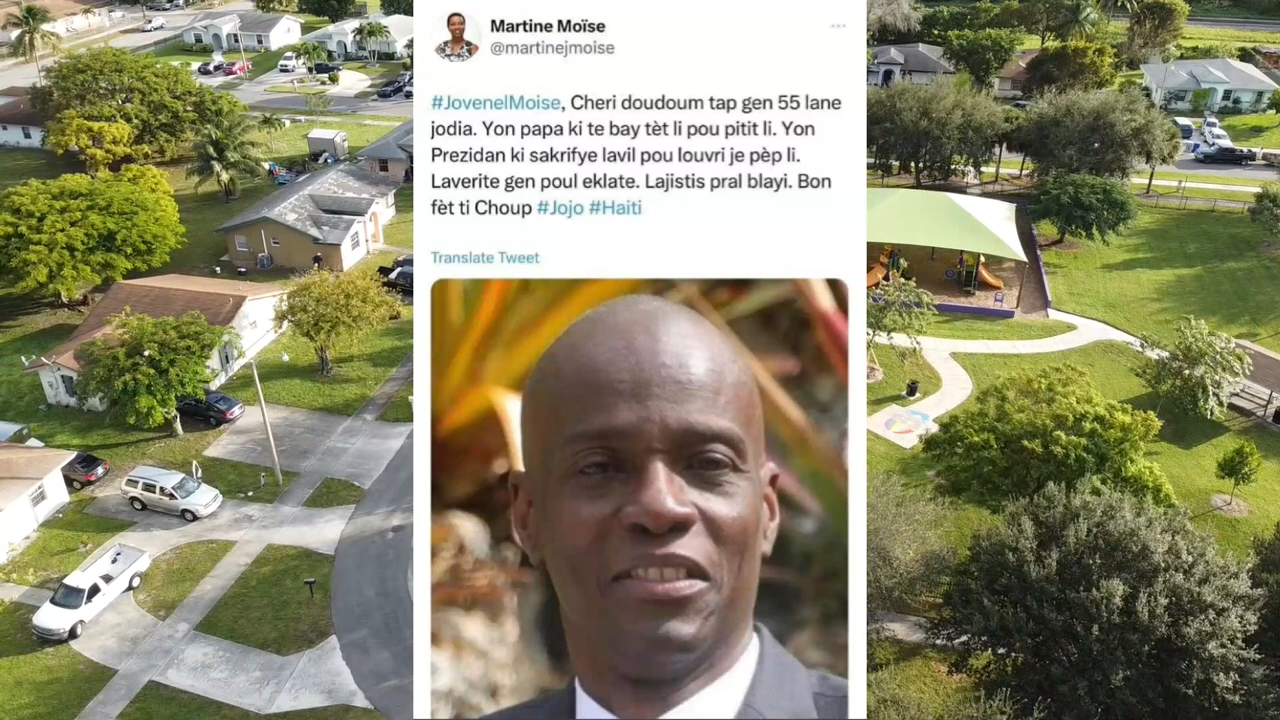 Martine Moïse
@martinejmoise
#JovenelMoise, Cheri doudoum tap gen 55 lane
jodia. Yon papa ki te bay tèt li pou pitit li. Yon
Prezidan ki sakrifye lavil pou louvri je pèp li.
Laverite gen poul eklate. Lajistis pral blayi. Bon
fèt ti Choup #Jojo #Haiti
Translate Tweet